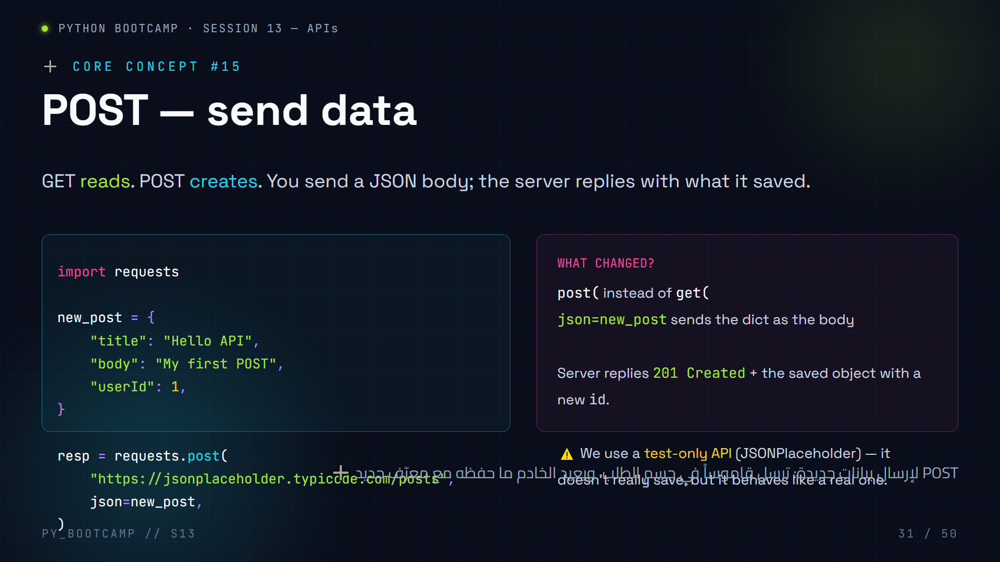 PYTHON BOOTCAMP · SESSION 13 — APIs
➕ CORE CONCEPT #15
POST — send data
GET reads. POST creates. You send a JSON body; the server replies with what it saved.
import requests
new_post = {
    "title": "Hello API",
    "body": "My first POST",
    "userId": 1,
}
resp = requests.post(
    "https://jsonplaceholder.typicode.com/posts",
    json=new_post,
)
WHAT CHANGED?
post( instead of get(
json=new_post sends the dict as the body
Server replies 201 Created + the saved object with a
new id.
⚠️ We use a test-only API (JSONPlaceholder) — it
doesn't really save, but it behaves like a real one.
POST لإرسال بيانات جديدة: ترسل قاموساً في جسم الطلب، ويعيد الخادم ما حفظه مع معرّف جديد ➕
PY_BOOTCAMP // S13
31 / 50